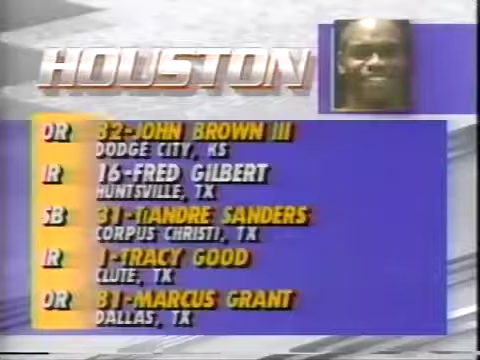 HOUSTON
OR 82-JOHN BROWN III
DODGE CITY, KS
IR 16-FRED GILBERT
HUNTSVILLE, TX
SB 31-TIANDRE SANDERS
CORPUS CHRISTI, TX
IR 1-TRACY GOOD
CLUTE, TX
OR 81-MARCUS GRANT
DALLAS, TX